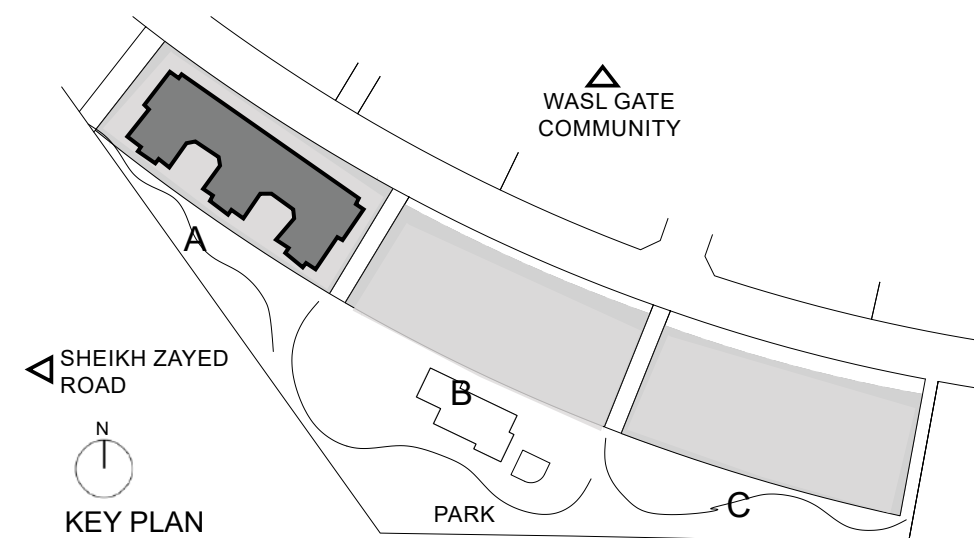 WASL GATE
COMMUNITY
A
SHEIKH ZAYED
ROAD
B
N
KEY PLAN
PARK
C